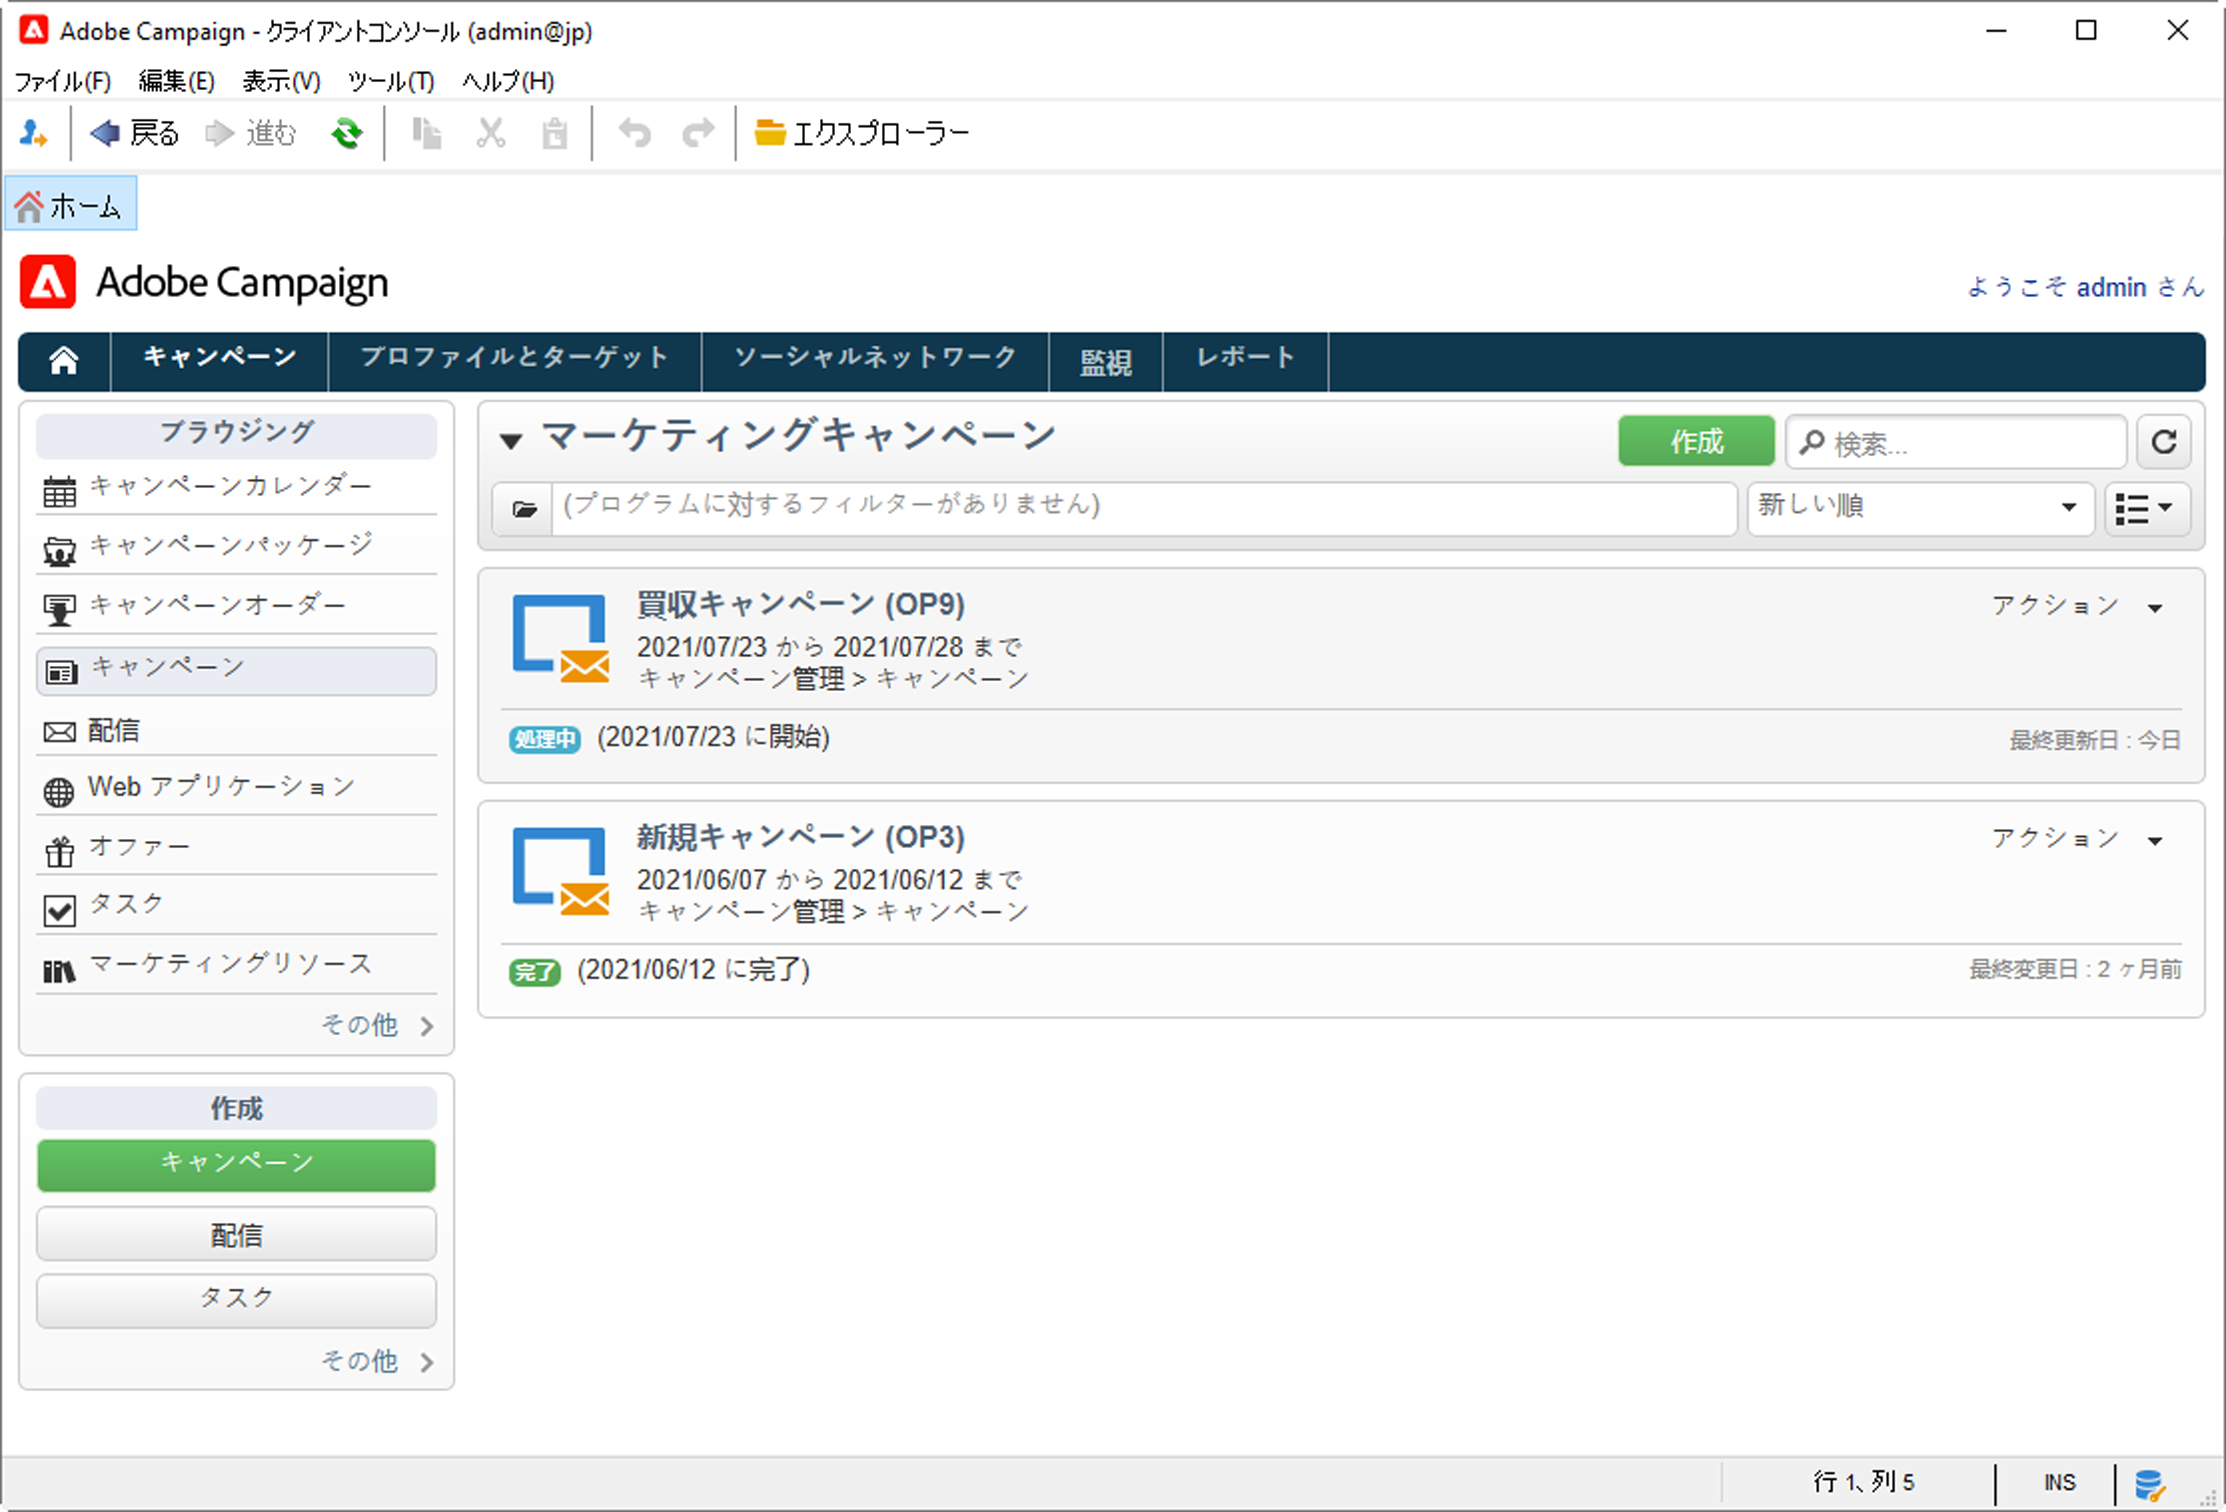 Adobe Campaign - クライアントコンソール (admin@jp)
ファイル(F) 編集(E) 表示(V) ツール(T) ヘルプ(H)
戻る 進む エクスプローラー
ホーム
Adobe Campaign
ようこそ admin さん
キャンペーン プロファイルとターゲット ソーシャルネットワーク 監視 レポート
ブラウジング
キャンペーンカレンダー
キャンペーンパッケージ
キャンペーンオーダー
キャンペーン
配信
Web アプリケーション
オファー
タスク
マーケティングリソース
その他
作成
キャンペーン
配信
タスク
その他
マーケティングキャンペーン
作成
検索...
(プログラムに対するフィルターがありません)
新しい順
買収キャンペーン (OP9)
アクション
2021/07/23 から 2021/07/28 まで
キャンペーン管理 > キャンペーン
処理中 (2021/07/23 に開始)
最終更新日 : 今日
新規キャンペーン (OP3)
アクション
2021/06/07 から 2021/06/12 まで
キャンペーン管理 > キャンペーン
完了 (2021/06/12 に完了)
最終変更日 : 2 ヶ月前
行 1、列 5 INS